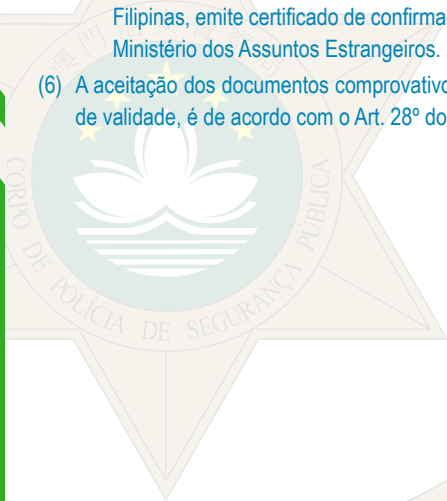 Filipinas, emite certificado de confirma
Ministério dos Assuntos Estrangeiros.
(6) A aceitação dos documentos comprovativo
de validade, é de acordo com o Art. 28º do
CORPO DE POLÍCIA DE SEGURANÇA PÚBLICA